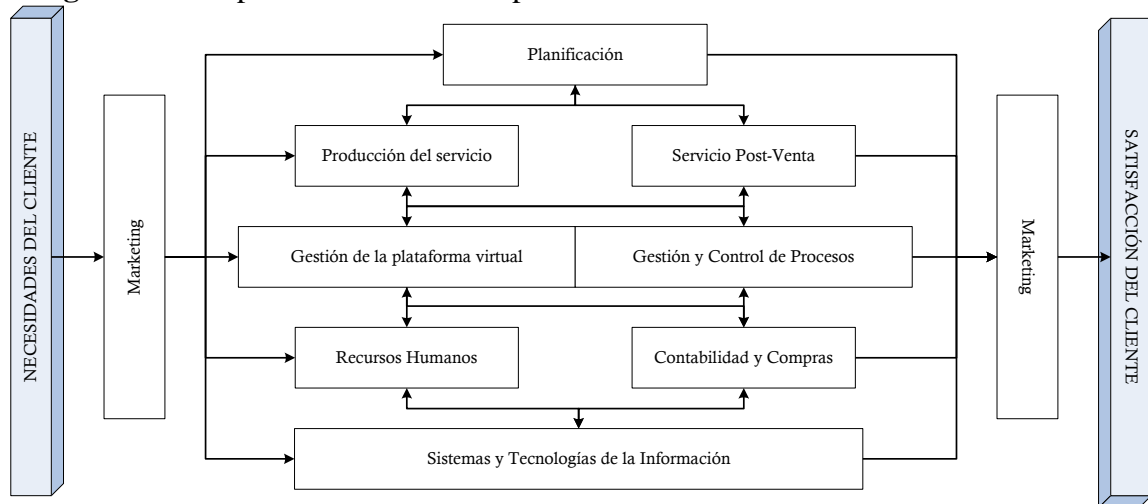 NECESIDADES DEL CLIENTE
Marketing
Planificación
Producción del servicio
Servicio Post-Venta
Gestión de la plataforma virtual
Gestión y Control de Procesos
Recursos Humanos
Contabilidad y Compras
Sistemas y Tecnologías de la Información
Marketing
SATISFACCIÓN DEL CLIENTE